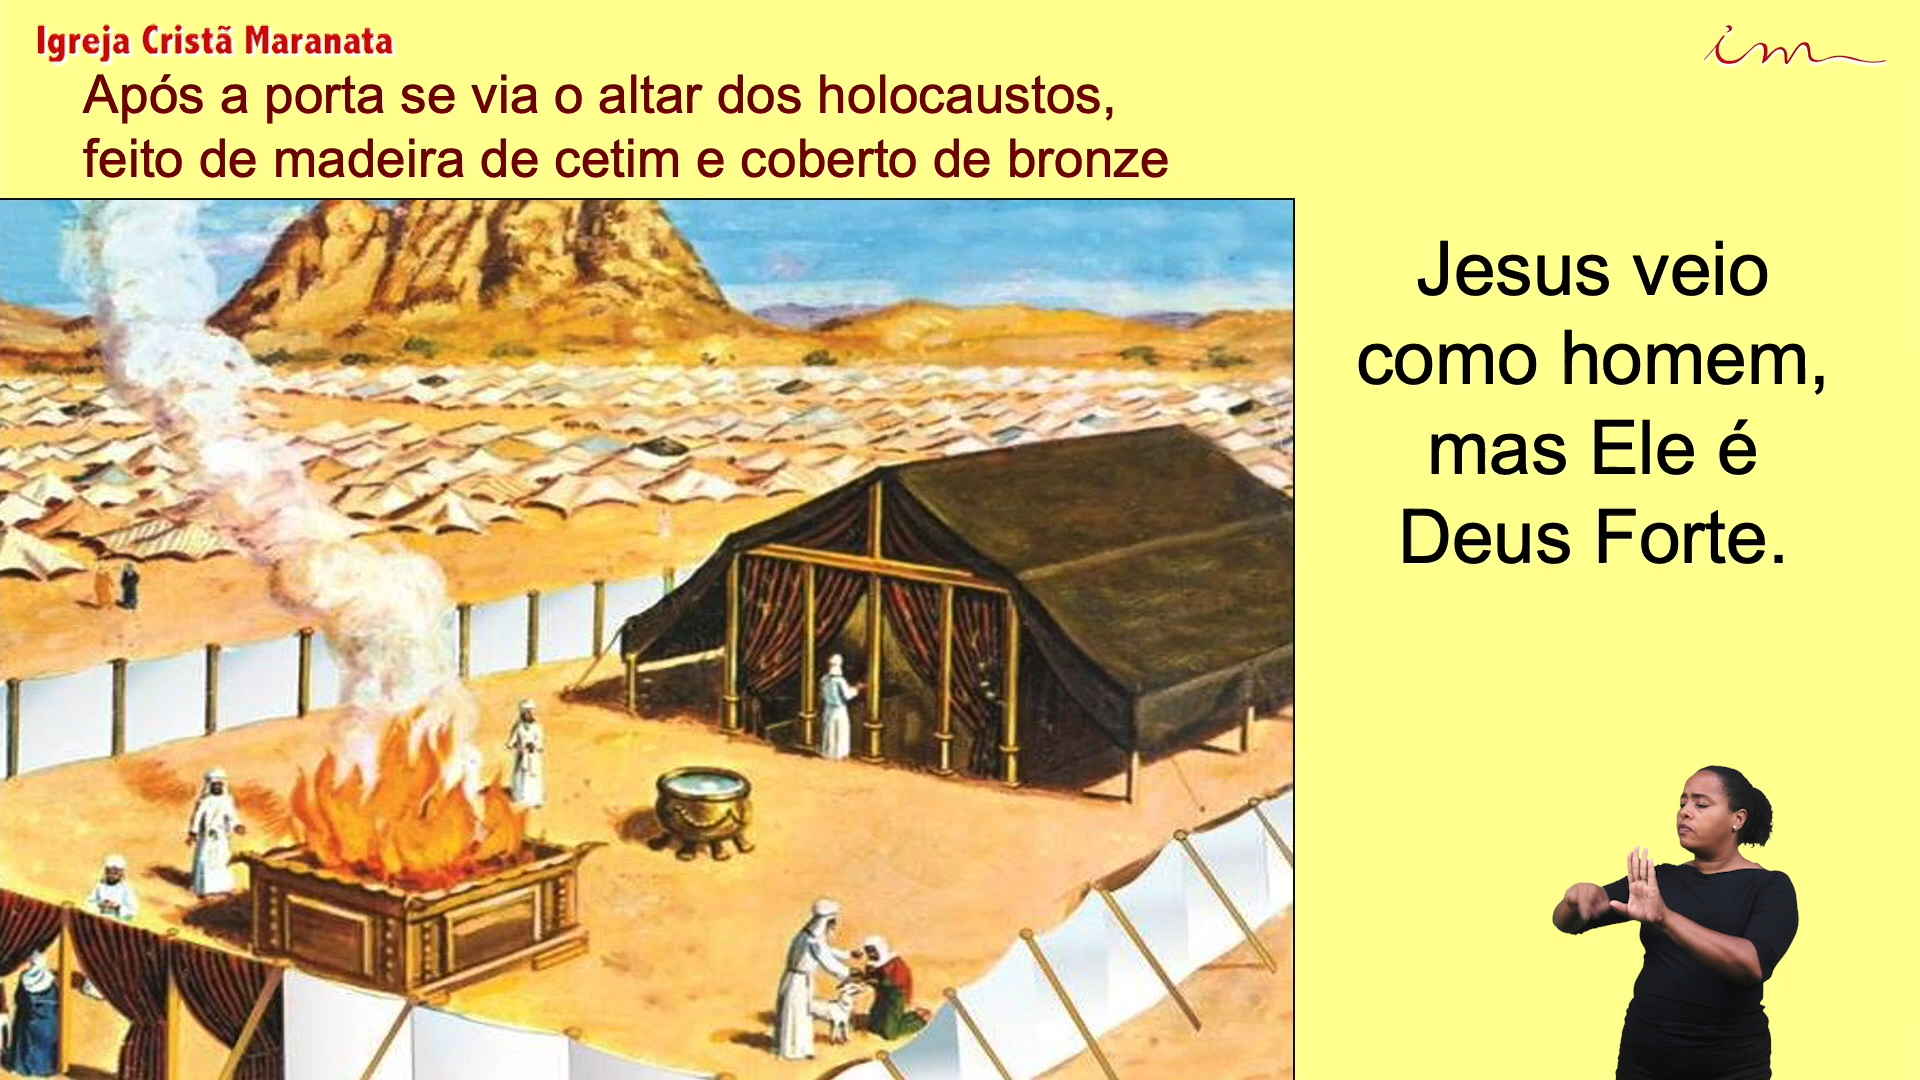 Igreja Cristã Maranata
im
Após a porta se via o altar dos holocaustos,
feito de madeira de cetim e coberto de bronze
Jesus veio
como homem,
mas Ele é
Deus Forte.